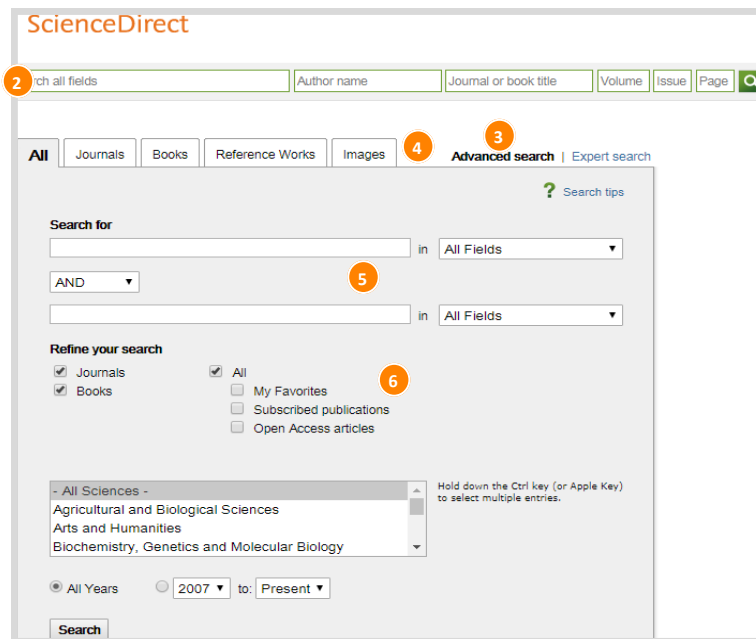 ScienceDirect
2 rch all fields Author name Journal or book title Volume Issue Page
3
All Journals Books Reference Works Images 4 Advanced search | Expert search
? Search tips
Search for
in All Fields
AND 5
in All Fields
Refine your search
Journals All 6
Books My Favorites
Subscribed publications
Open Access articles
- All Sciences - Hold down the Ctrl key (or Apple Key)
Agricultural and Biological Sciences to select multiple entries.
Arts and Humanities
Biochemistry, Genetics and Molecular Biology
All Years 2007 to: Present
Search